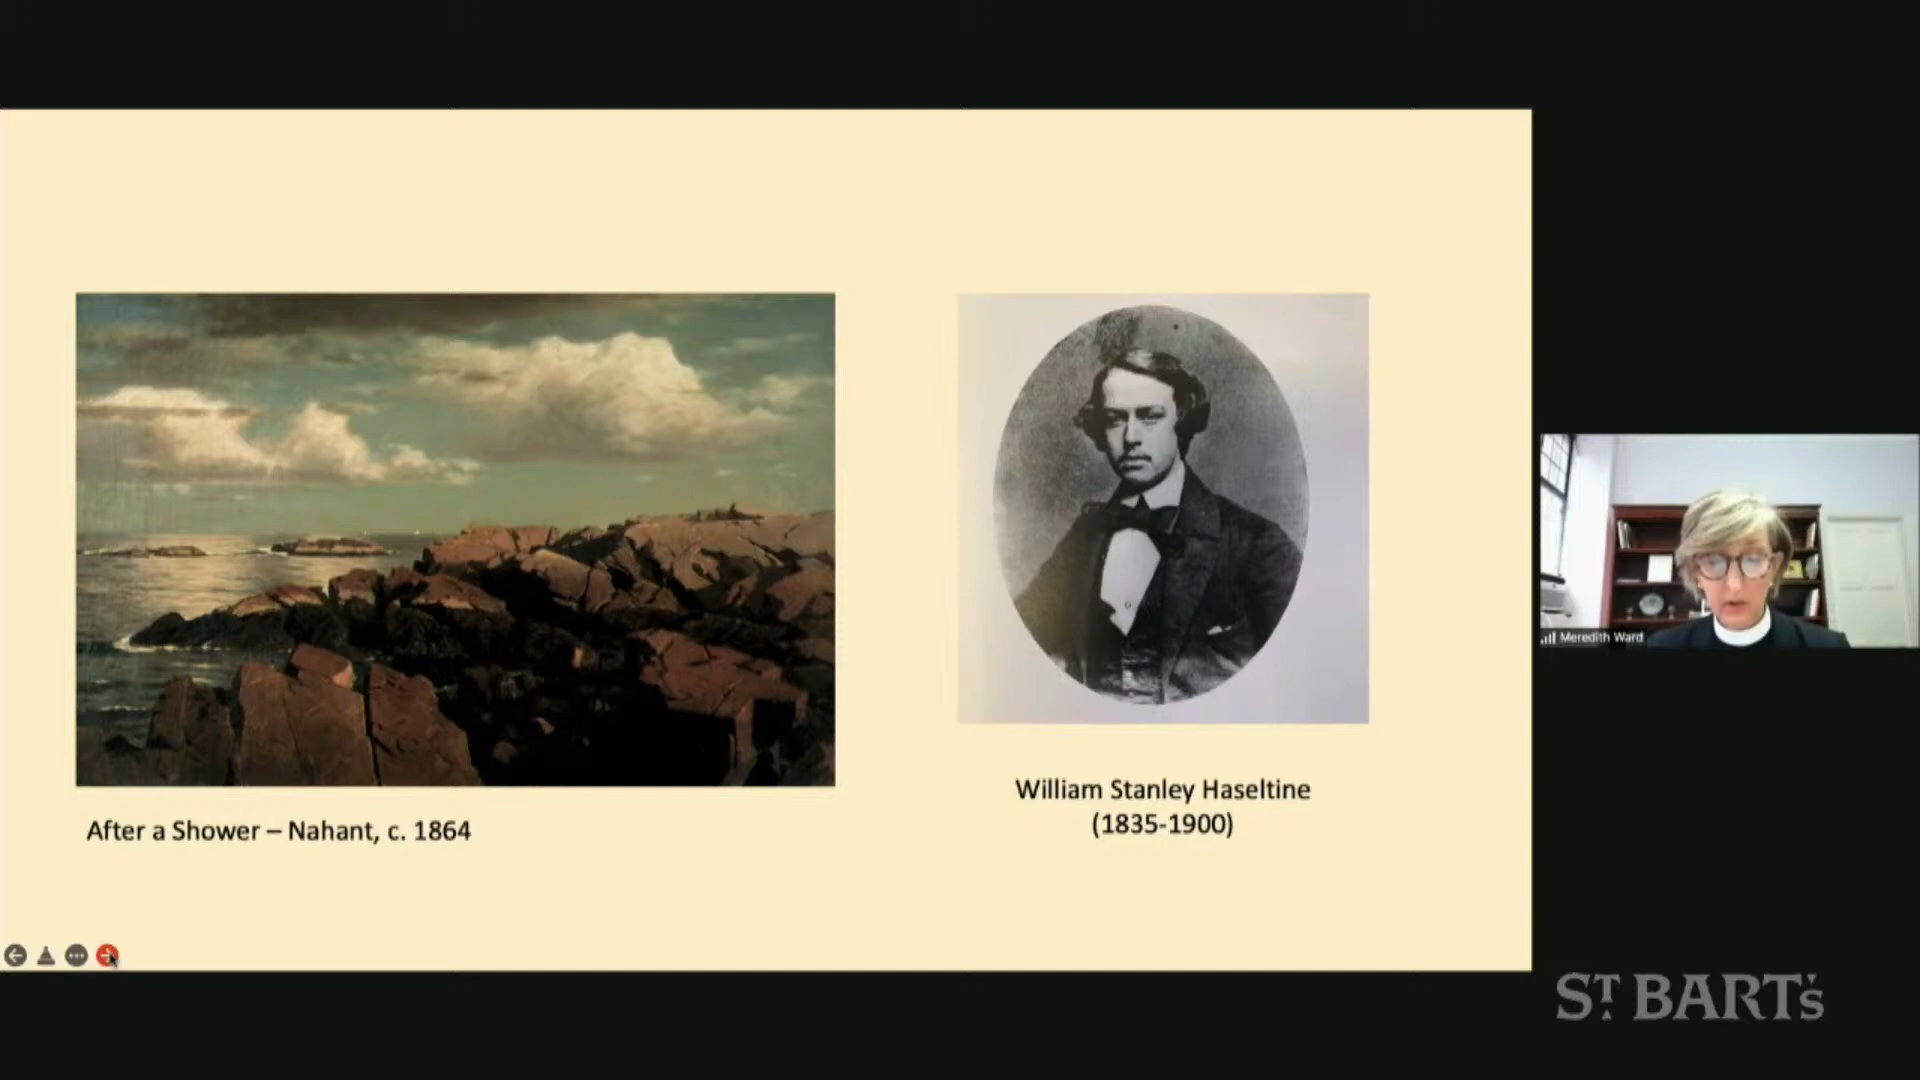 After a Shower – Nahant, c. 1864
William Stanley Haseltine
(1835-1900)
Meredith Ward
ST. BART'S